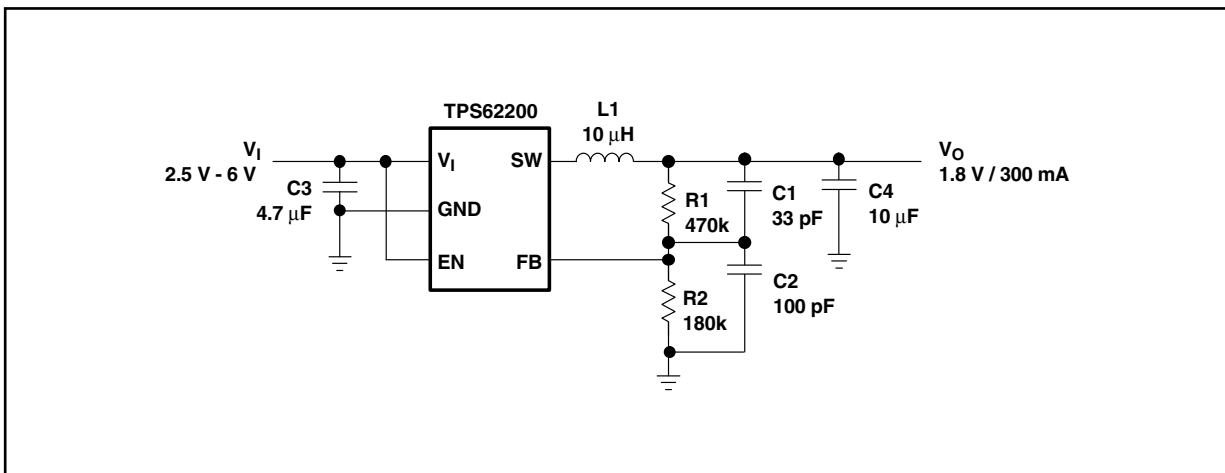 TPS62200
L1
10 μH
V_I
2.5 V - 6 V
C3
4.7 μF
V_I
SW
GND
EN
FB
R1
470k
C1
33 pF
C4
10 μF
V_O
1.8 V / 300 mA
R2
180k
C2
100 pF